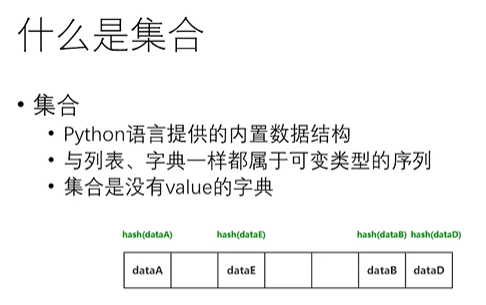 什么是集合
• 集合
• Python语言提供的内置数据结构
• 与列表、字典一样都属于可变类型的序列
• 集合是没有value的字典
hash(dataA) hash(dataE) hash(dataB) hash(dataD)
dataA dataE dataB dataD